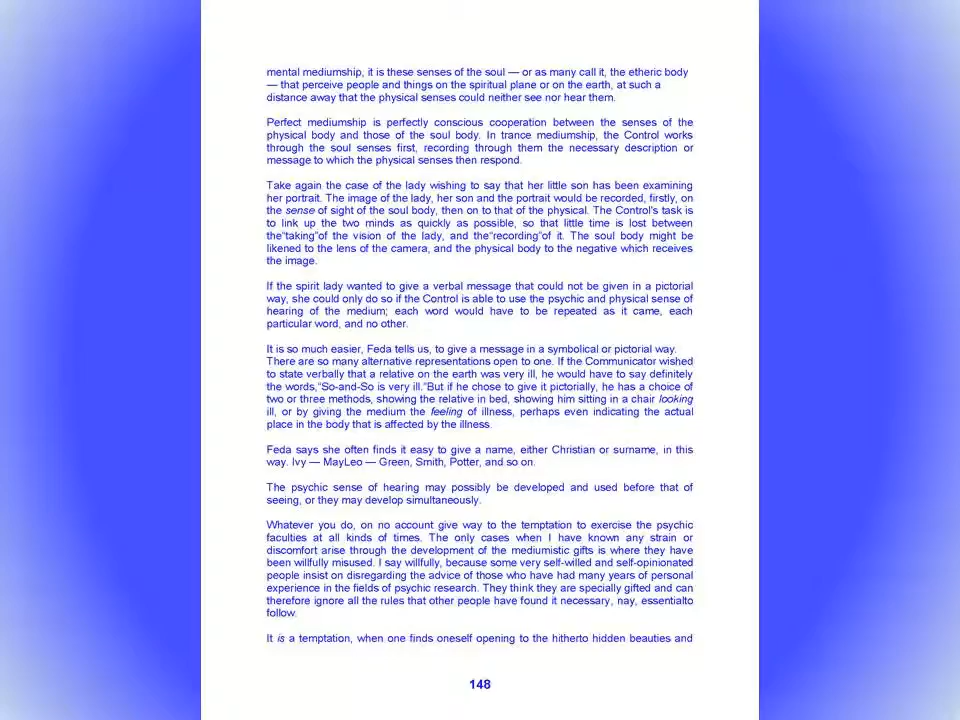 mental mediumship, it is these senses of the soul — or as many call it, the etheric body
— that perceive people and things on the spiritual plane or on the earth, at such a
distance away that the physical senses could neither see nor hear them.
Perfect mediumship is perfectly conscious cooperation between the senses of the
physical body and those of the soul body. In trance mediumship, the Control works
through the soul senses first, recording through them the necessary description or
message to which the physical senses then respond.
Take again the case of the lady wishing to say that her little son has been examining
her portrait. The image of the lady, her son and the portrait would be recorded, firstly, on
the sense of sight of the soul body, then on to that of the physical. The Control's task is
to link up the two minds as quickly as possible, so that little time is lost between
the“taking”of the vision of the lady, and the“recording”of it. The soul body might be
likened to the lens of the camera, and the physical body to the negative which receives
the image.
If the spirit lady wanted to give a verbal message that could not be given in a pictorial
way, she could only do so if the Control is able to use the psychic and physical sense of
hearing of the medium; each word would have to be repeated as it came, each
particular word, and no other.
It is so much easier, Feda tells us, to give a message in a symbolical or pictorial way.
There are so many alternative representations open to one. If the Communicator wished
to state verbally that a relative on the earth was very ill, he would have to say definitely
the words,“So-and-So is very ill.”But if he chose to give it pictorially, he has a choice of
two or three methods, showing the relative in bed, showing him sitting in a chair looking
ill, or by giving the medium the feeling of illness, perhaps even indicating the actual
place in the body that is affected by the illness.
Feda says she often finds it easy to give a name, either Christian or surname, in this
way. Ivy — MayLeo — Green, Smith, Potter, and so on.
The psychic sense of hearing may possibly be developed and used before that of
seeing, or they may develop simultaneously.
Whatever you do, on no account give way to the temptation to exercise the psychic
faculties at all kinds of times. The only cases when I have known any strain or
discomfort arise through the development of the mediumistic gifts is where they have
been willfully misused. I say willfully, because some very self-willed and self-opinionated
people insist on disregarding the advice of those who have had many years of personal
experience in the fields of psychic research. They think they are specially gifted and can
therefore ignore all the rules that other people have found it necessary, nay, essentialto
follow.
It is a temptation, when one finds oneself opening to the hitherto hidden beauties and
148